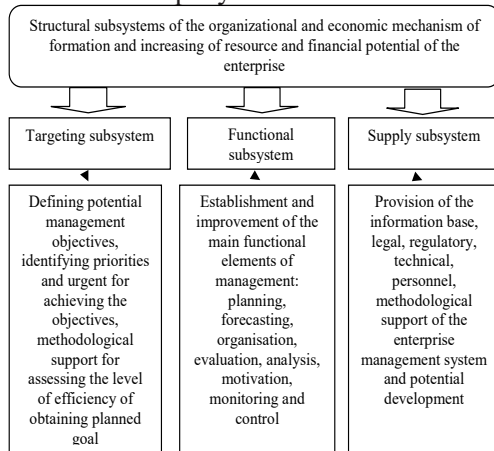 Structural subsystems of the organizational and economic mechanism of
formation and increasing of resource and financial potential of the
enterprise
Targeting subsystem
Functional
subsystem
Supply subsystem
Defining potential
management
objectives,
identifying priorities
and urgent for
achieving the
objectives,
methodological
support for
assessing the level
of efficiency of
obtaining planned
goal
Establishment and
improvement of the
main functional
elements of
management:
planning,
forecasting,
organisation,
evaluation, analysis,
motivation,
monitoring and
control
Provision of the
information base,
legal, regulatory,
technical,
personnel,
methodological
support of the
enterprise
management system
and potential
development